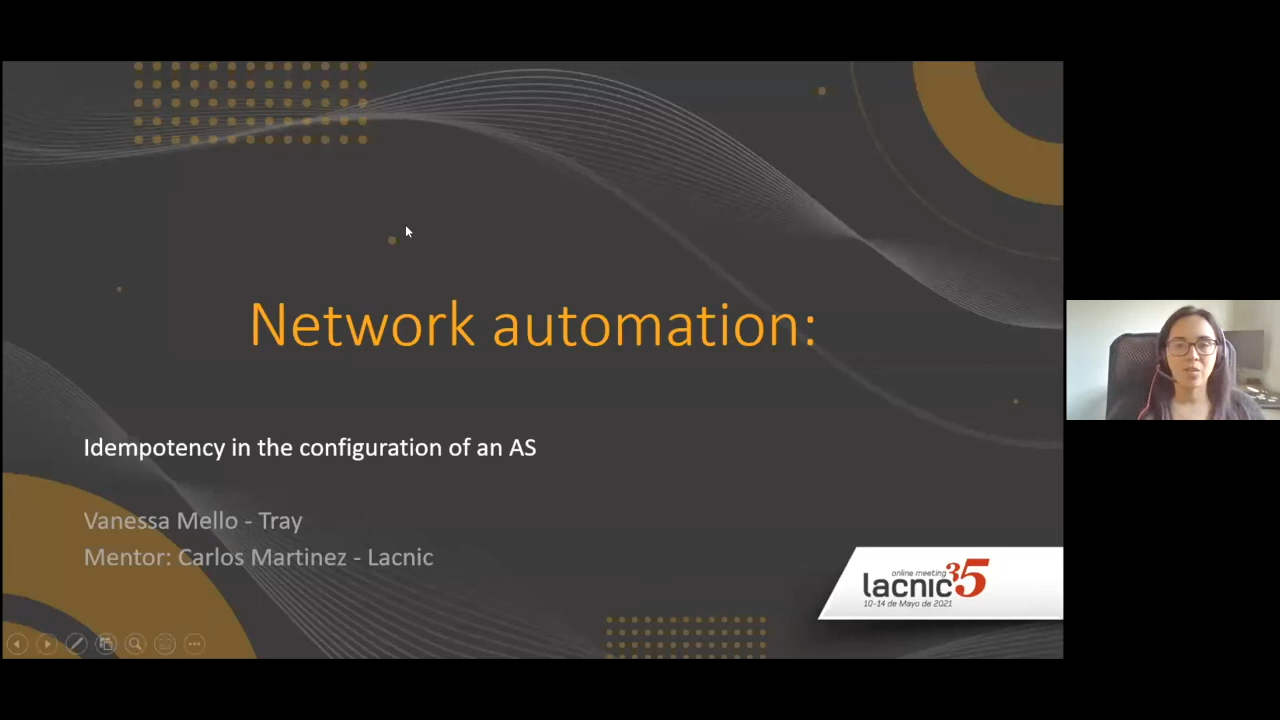 Network automation:
Idempotency in the configuration of an AS
Vanessa Mello - Tray
Mentor: Carlos Martinez - Lacnic
online meeting
lacnic35
10-14 de Mayo de 2021